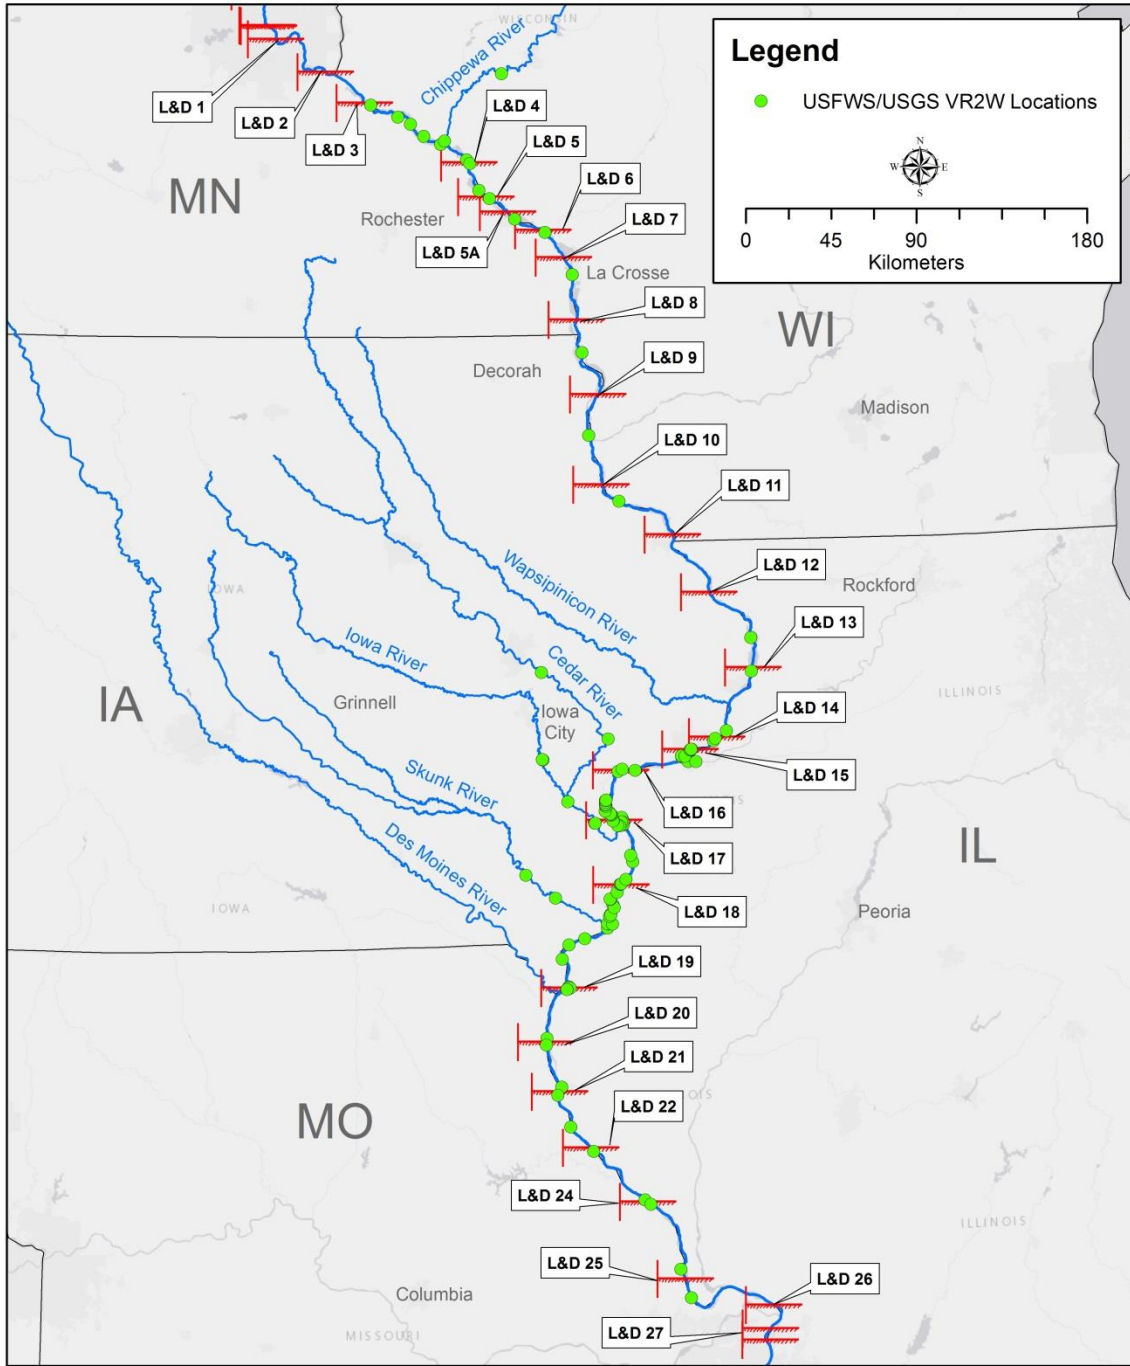 WISCONSIN
Legend
USFWS/USGS VR2W Locations
N
W E
S
0 45 90 180
Kilometers
Chippewa River
L&D 1
L&D 2
L&D 3
L&D 4
L&D 5
L&D 6
MN
Rochester
L&D 5A
L&D 7
La Crosse
L&D 8
WI
Decorah
L&D 9
Madison
L&D 10
L&D 11
Wapsipinicon River
L&D 12
Rockford
IOWA
Iowa River
Cedar River
L&D 13
ILLINOIS
IA
Grinnell
Iowa
City
L&D 14
L&D 15
Skunk River
L&D 16
Des Moines River
L&D 17
IL
L&D 18
IOWA
Peoria
L&D 19
L&D 20
L&D 21
MO
L&D 22
L&D 24
ILLINOIS
L&D 25
L&D 26
Columbia
L&D 27
MISSOURI